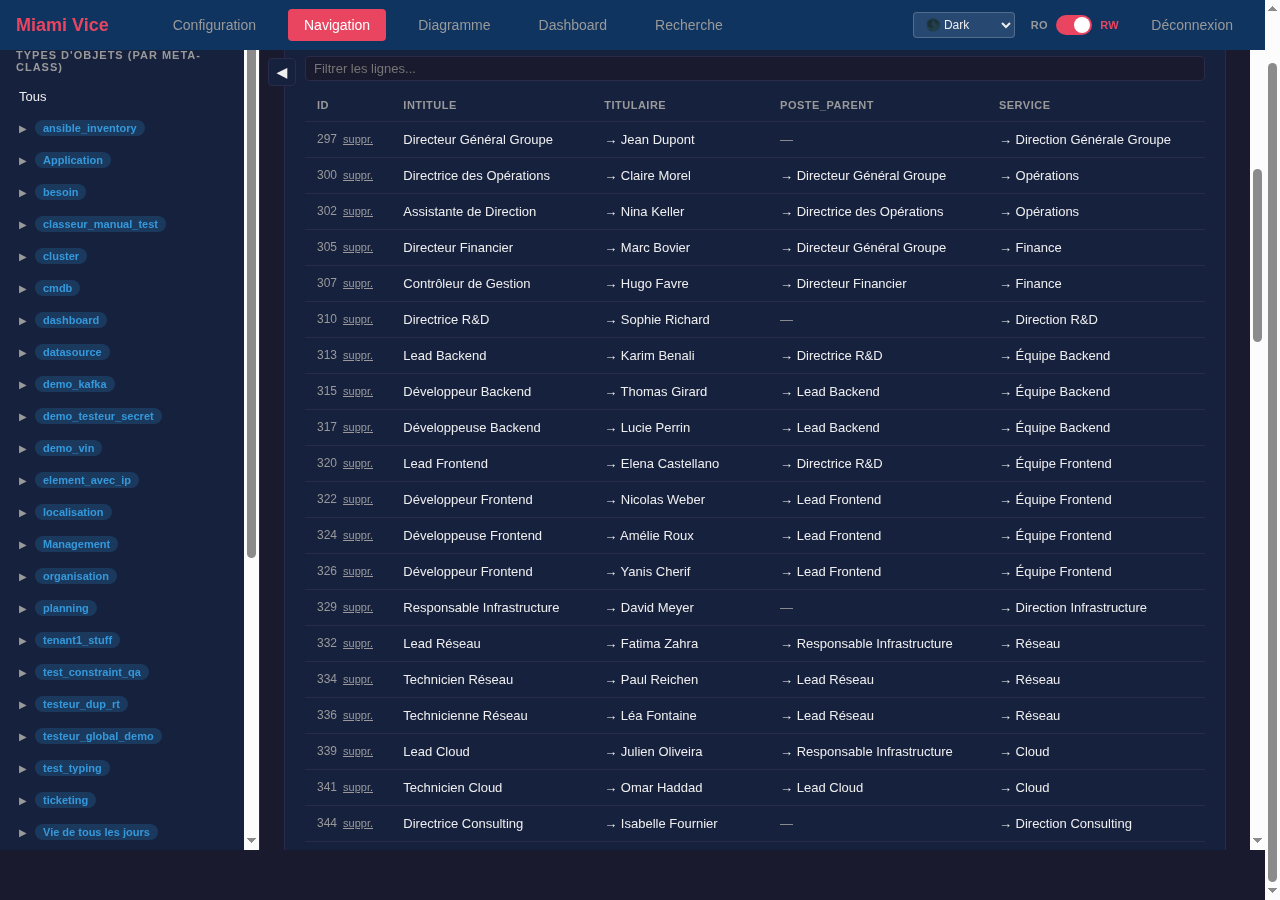 Miami Vice Configuration Navigation Diagramme Dashboard Recherche Dark RO RW Déconnexion
TYPES D'OBJETS (PAR META-
CLASS)
Tous
▶ ansible_inventory
▶ Application
▶ besoin
▶ classeur_manual_test
▶ cluster
▶ cmdb
▶ dashboard
▶ datasource
▶ demo_kafka
▶ demo_testeur_secret
▶ demo_vin
▶ element_avec_ip
▶ localisation
▶ Management
▶ organisation
▶ planning
▶ tenant1_stuff
▶ test_constraint_qa
▶ testeur_dup_rt
▶ testeur_global_demo
▶ test_typing
▶ ticketing
▶ Vie de tous les jours
◀
Filtrer les lignes...
ID INTITULE TITULAIRE POSTE_PARENT SERVICE
297 suppr. Directeur Général Groupe → Jean Dupont — → Direction Générale Groupe
300 suppr. Directrice des Opérations → Claire Morel → Directeur Général Groupe → Opérations
302 suppr. Assistante de Direction → Nina Keller → Directrice des Opérations → Opérations
305 suppr. Directeur Financier → Marc Bovier → Directeur Général Groupe → Finance
307 suppr. Contrôleur de Gestion → Hugo Favre → Directeur Financier → Finance
310 suppr. Directrice R&D → Sophie Richard — → Direction R&D
313 suppr. Lead Backend → Karim Benali → Directrice R&D → Équipe Backend
315 suppr. Développeur Backend → Thomas Girard → Lead Backend → Équipe Backend
317 suppr. Développeuse Backend → Lucie Perrin → Lead Backend → Équipe Backend
320 suppr. Lead Frontend → Elena Castellano → Directrice R&D → Équipe Frontend
322 suppr. Développeur Frontend → Nicolas Weber → Lead Frontend → Équipe Frontend
324 suppr. Développeuse Frontend → Amélie Roux → Lead Frontend → Équipe Frontend
326 suppr. Développeur Frontend → Yanis Cherif → Lead Frontend → Équipe Frontend
329 suppr. Responsable Infrastructure → David Meyer — → Direction Infrastructure
332 suppr. Lead Réseau → Fatima Zahra → Responsable Infrastructure → Réseau
334 suppr. Technicien Réseau → Paul Reichen → Lead Réseau → Réseau
336 suppr. Technicienne Réseau → Léa Fontaine → Lead Réseau → Réseau
339 suppr. Lead Cloud → Julien Oliveira → Responsable Infrastructure → Cloud
341 suppr. Technicien Cloud → Omar Haddad → Lead Cloud → Cloud
344 suppr. Directrice Consulting → Isabelle Fournier — → Direction Consulting